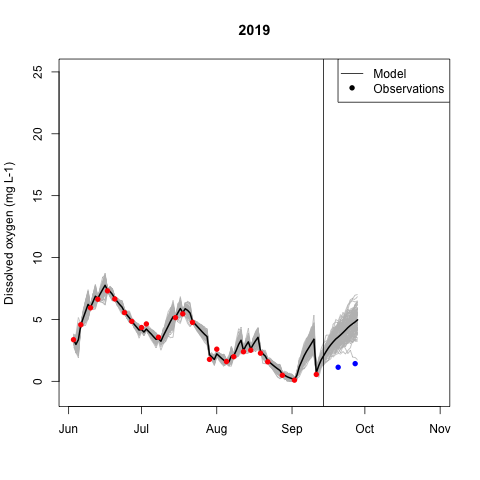 2019
Model
Observations
Dissolved oxygen (mg L-1)
25
20
15
10
5
0
Jun Jul Aug Sep Oct Nov